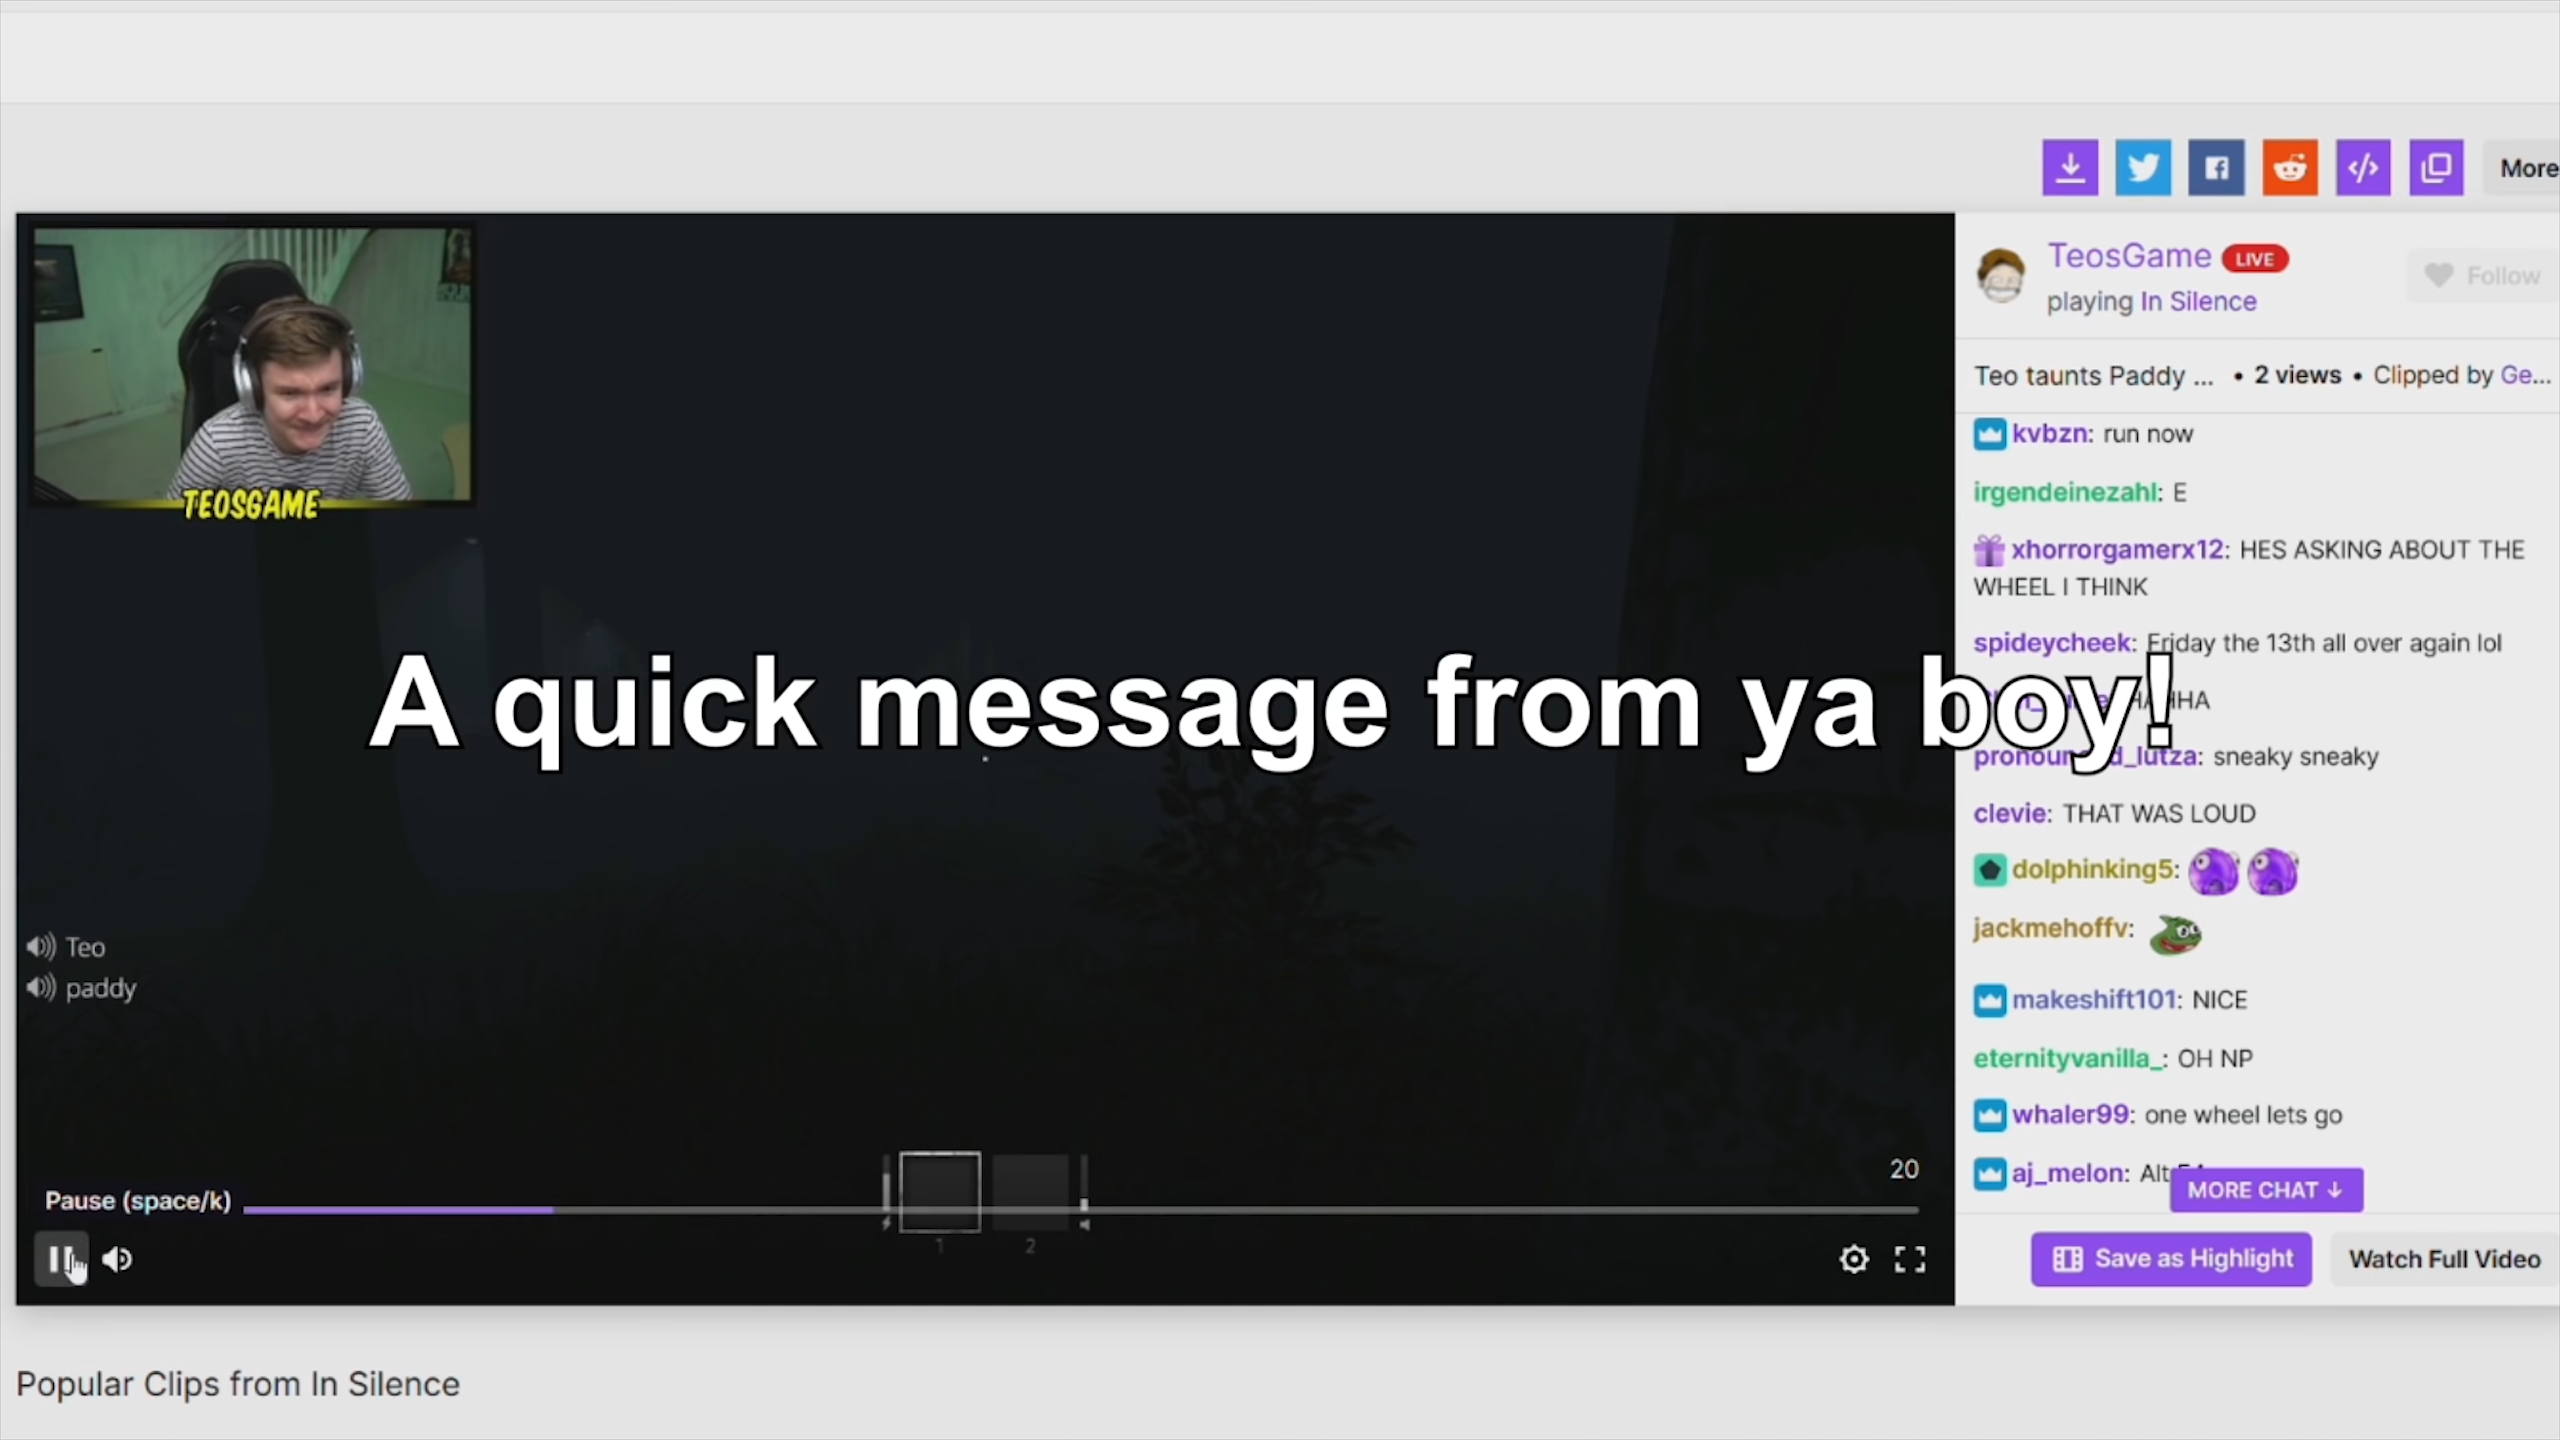 More
TEOSGAME
TeosGame LIVE
Follow
playing In Silence
Teo taunts Paddy ... • 2 views • Clipped by Ge...
kvbzn: run now
irgendeinezahl: E
xhorrorgamerx12: HES ASKING ABOUT THE
WHEEL I THINK
spideycheek: Friday the 13th all over again lol
A quick message from ya boy!
sneaky sneaky
clevie: THAT WAS LOUD
dolphinking5:
jackmehoffv:
Teo
paddy
makeshift101: NICE
eternityvanilla_: OH NP
whaler99: one wheel lets go
aj_melon: Alt
MORE CHAT
20
Pause (space/k)
1 2
Save as Highlight
Watch Full Video
Popular Clips from In Silence